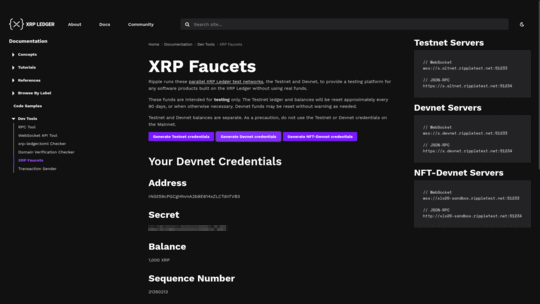 XRP LEDGER
About
Docs
Community
Search site...
Documentation
Concepts
Tutorials
References
Browse By Label
Code Samples
Dev Tools
RPC Tool
WebSocket API Tool
xrp-ledger.toml Checker
Domain Verification Checker
XRP Faucets
Transaction Sender
Home > Documentation > Dev Tools > XRP Faucets
XRP Faucets
Ripple runs these parallel XRP Ledger test networks, the Testnet and Devnet, to provide a testing platform for
any software products built on the XRP Ledger without using real funds.
These funds are intended for testing only. The Testnet ledger and balances will be reset approximately every
90 days, or when otherwise necessary. Devnet funds may be reset without warning as needed.
Testnet and Devnet balances are separate. As a precaution, do not use the Testnet or Devnet credentials on
the Mainnet.
Generate Testnet credentials
Generate Devnet credentials
Generate NFT-Devnet credentials
Your Devnet Credentials
Address
Secret
Balance
1,000 XRP
Sequence Number
Testnet Servers
// WebSocket
wss://s.altnet.rippletest.net:51233
// JSON-RPC
https://s.altnet.rippletest.net:51234
Devnet Servers
// WebSocket
wss://s.devnet.rippletest.net:51233
// JSON-RPC
https://s.devnet.rippletest.net:51234
NFT-Devnet Servers
// WebSocket
wss://xls20-sandbox.rippletest.net:51233
// JSON-RPC
http://xls20-sandbox.rippletest.net:51234